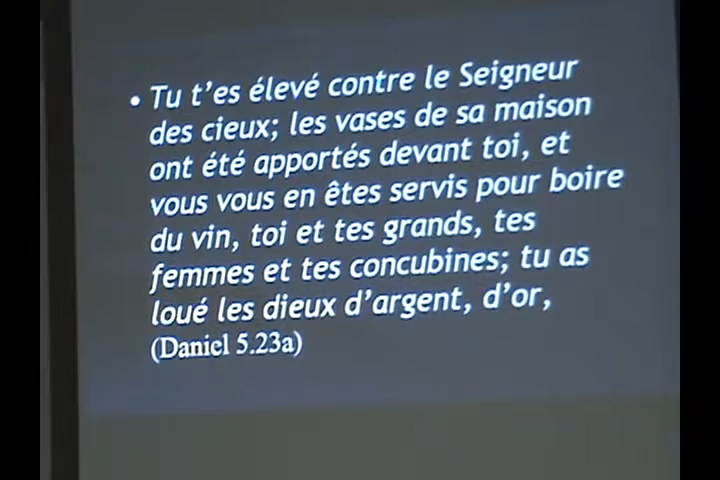 • Tu t'es élevé contre le Seigneur
des cieux; les vases de sa maison
ont été apportés devant toi, et
vous vous en êtes servis pour boire
du vin, toi et tes grands, tes
femmes et tes concubines; tu as
loué les dieux d'argent, d'or,
(Daniel 5.23a)